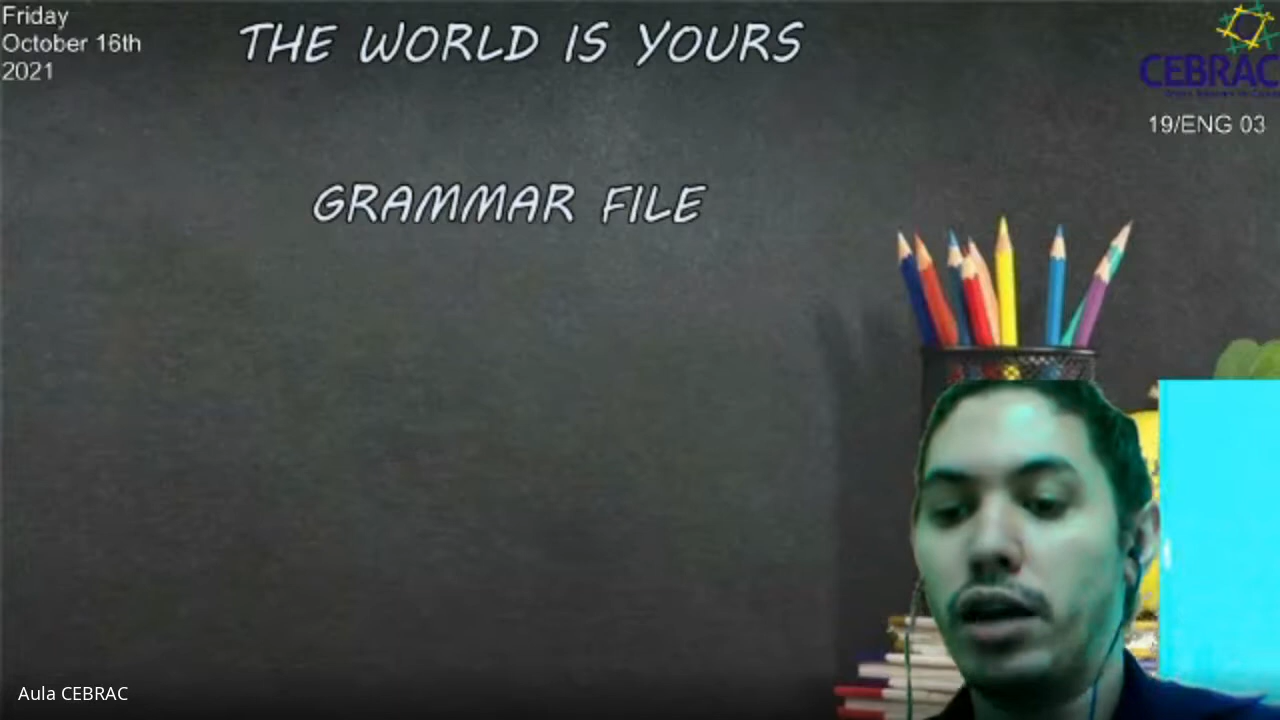 Friday
October 16th
2021
THE WORLD IS YOURS
CEBRAC
19/ENG 03
GRAMMAR FILE
Aula CEBRAC